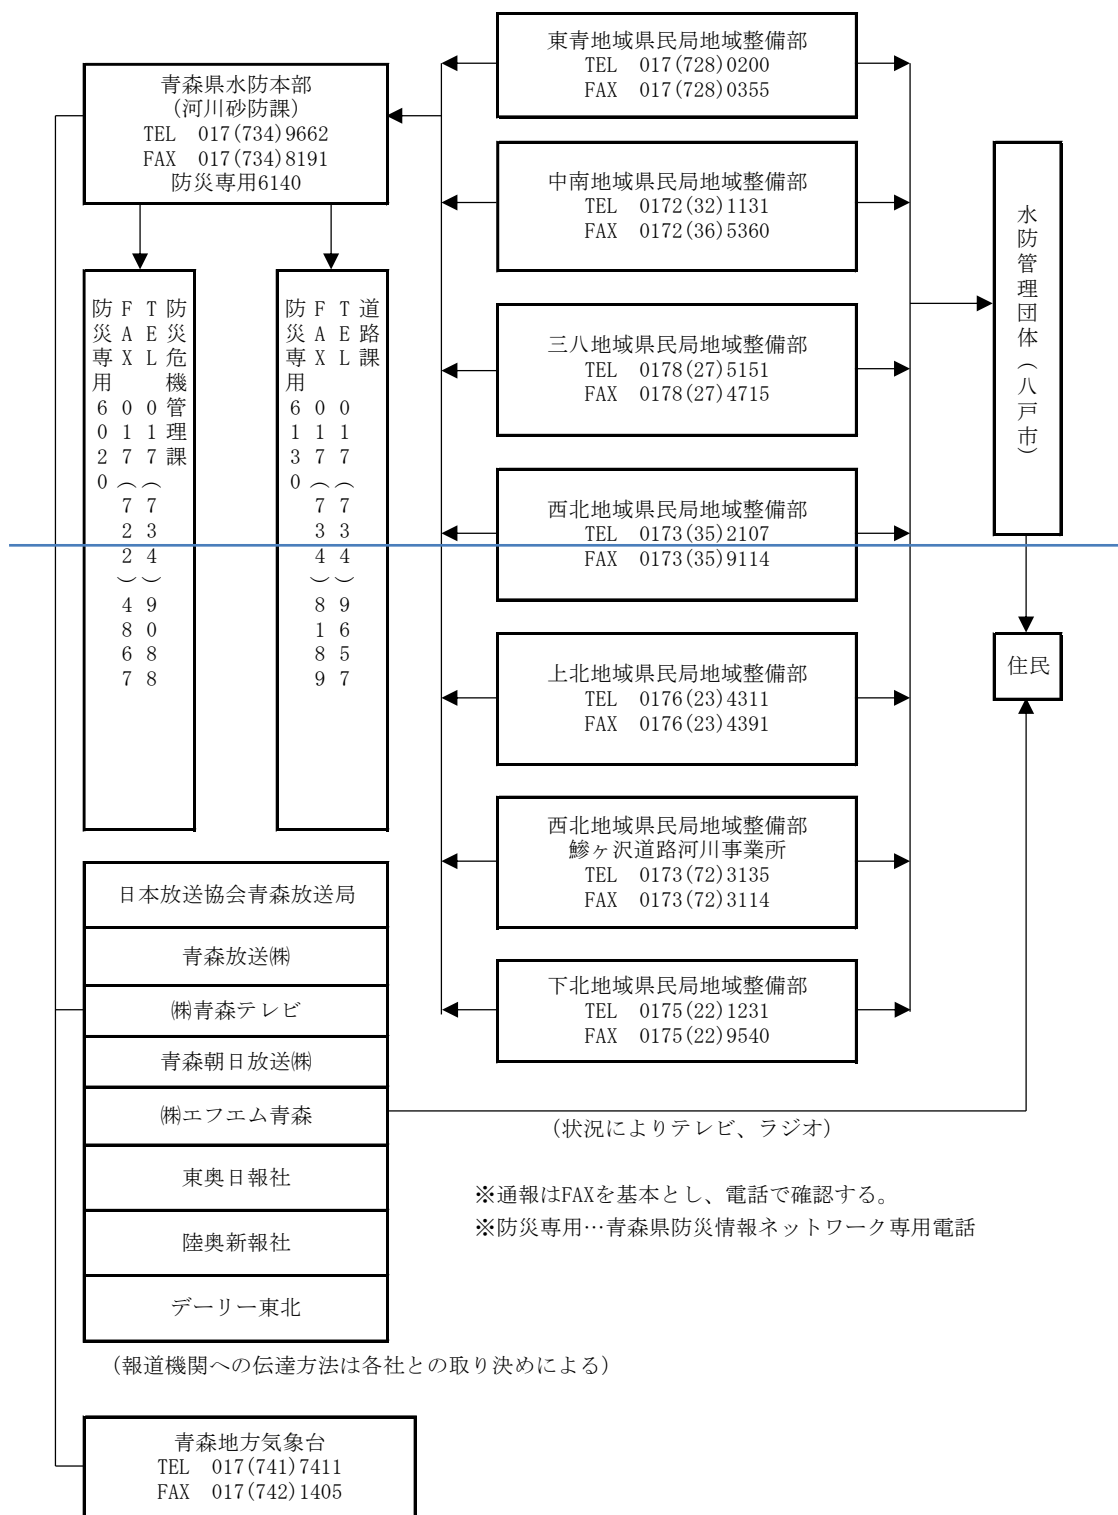 東青地域県民局地域整備部
TEL 017(728)0200
FAX 017(728)0355
青森県水防本部
(河川砂防課)
TEL 017(734)9662
FAX 017(734)8191
防災専用6140
中南地域県民局地域整備部
TEL 0172(32)1131
FAX 0172(36)5360
水防管理団体（八戸市）
防災危機管理課
TEL 017(734)9088
FAX 017(722)4867
防災専用6020
道路課
TEL 017(734)9657
FAX 017(734)8189
防災専用6130
三八地域県民局地域整備部
TEL 0178(27)5151
FAX 0178(27)4715
西北地域県民局地域整備部
TEL 0173(35)2107
FAX 0173(35)9114
住民
上北地域県民局地域整備部
TEL 0176(23)4311
FAX 0176(23)4391
西北地域県民局地域整備部
鰺ヶ沢道路河川事業所
TEL 0173(72)3135
FAX 0173(72)3114
下北地域県民局地域整備部
TEL 0175(22)1231
FAX 0175(22)9540
日本放送協会青森放送局
青森放送㈱
㈱青森テレビ
青森朝日放送㈱
㈱エフエム青森
東奥日報社
陸奥新報社
デーリー東北
(状況によりテレビ、ラジオ)
※通報はFAXを基本とし、電話で確認する。
※防災専用…青森県防災情報ネットワーク専用電話
(報道機関への伝達方法は各社との取り決めによる)
青森地方気象台
TEL 017(741)7411
FAX 017(742)1405